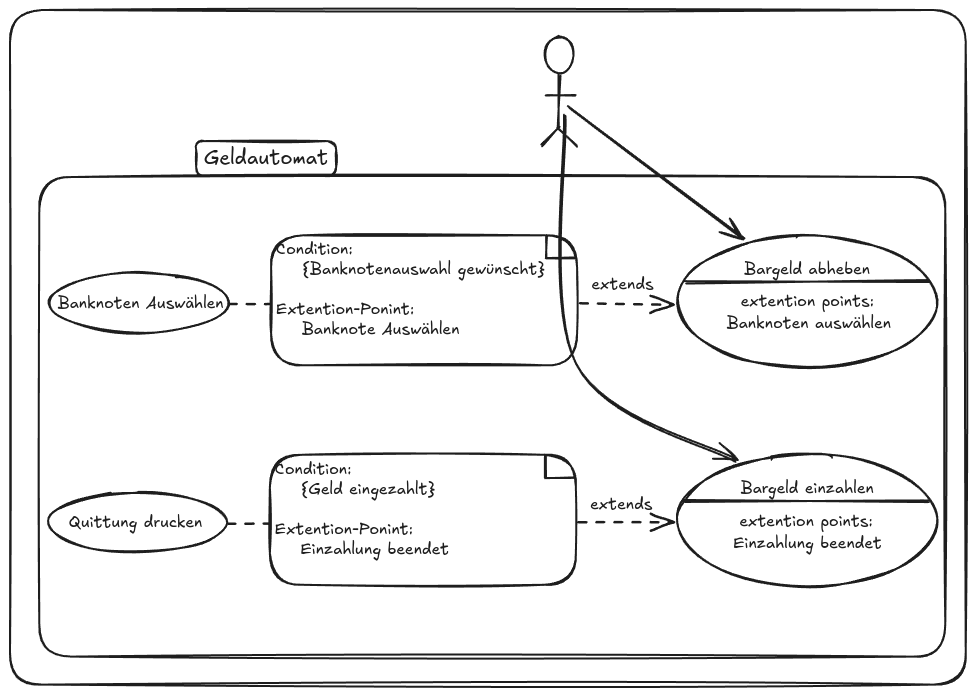 Geldautomat
Condition:
{Banknotenauswahl gewünscht}
Extention-Ponint:
Banknote Auswählen
Banknoten Auswählen
extends
Bargeld abheben
extention points:
Banknoten auswählen
Condition:
{Geld eingezahlt}
Extention-Ponint:
Einzahlung beendet
Quittung drucken
extends
Bargeld einzahlen
extention points:
Einzahlung beendet